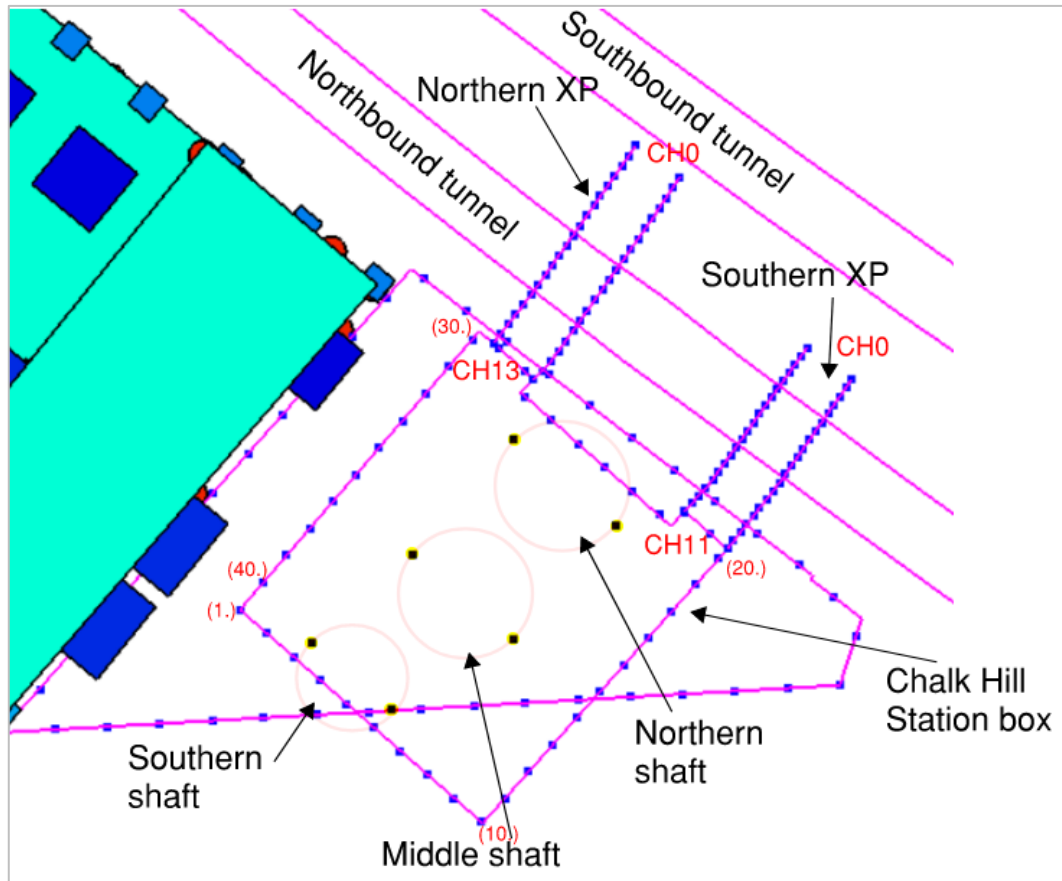 Southbound tunnel
Northern XP
Northbound tunnel
CH0
Southern XP
(30.)
CH0
CH13
CH11
(20.)
(40.)
(1.)
Chalk Hill
Station box
Northern
shaft
Southern
shaft
(10.)
Middle shaft